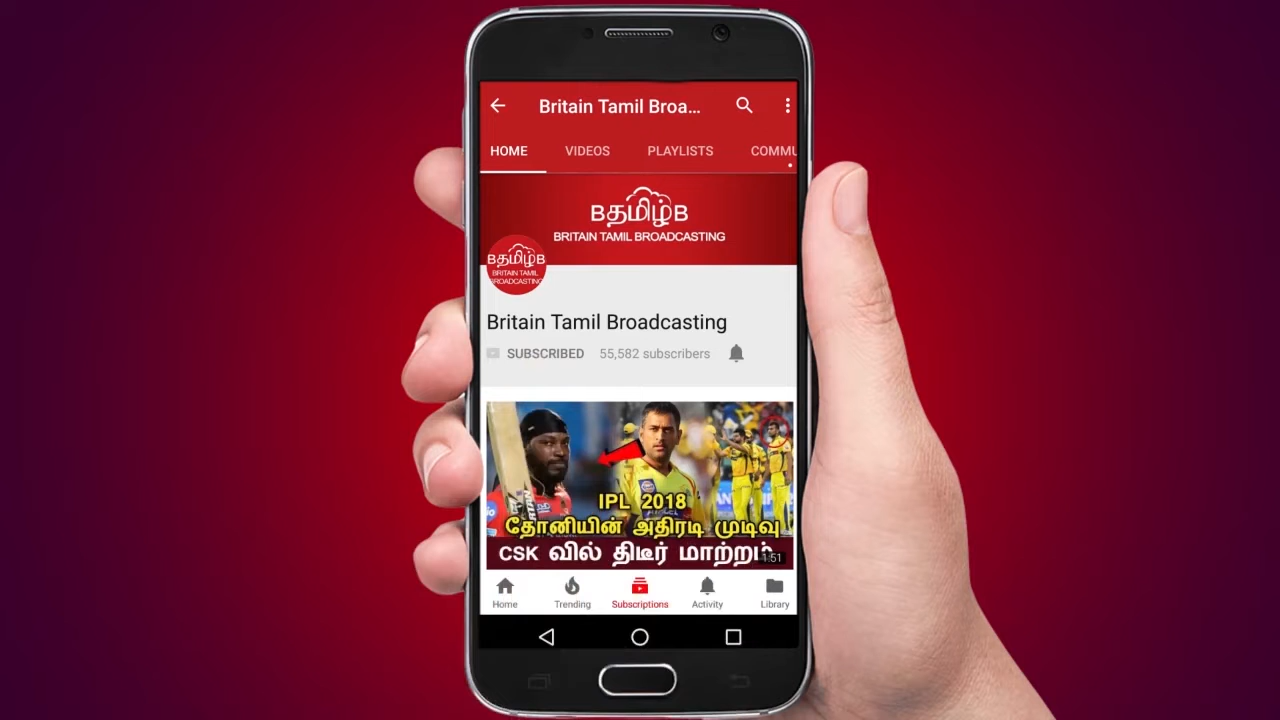 Britain Tamil Broa...
HOME VIDEOS PLAYLISTS COMMU
Bதமிழ்B
BRITAIN TAMIL BROADCASTING
Bதமிழ்B
BRITAIN TAMIL
BROADCASTING
Britain Tamil Broadcasting
SUBSCRIBED 55,582 subscribers
IPL 2018
தோனியின் அதிரடி முடிவு
CSK வில் திடீர் மாற்றம்
1:51
Home Trending Subscriptions Activity Library